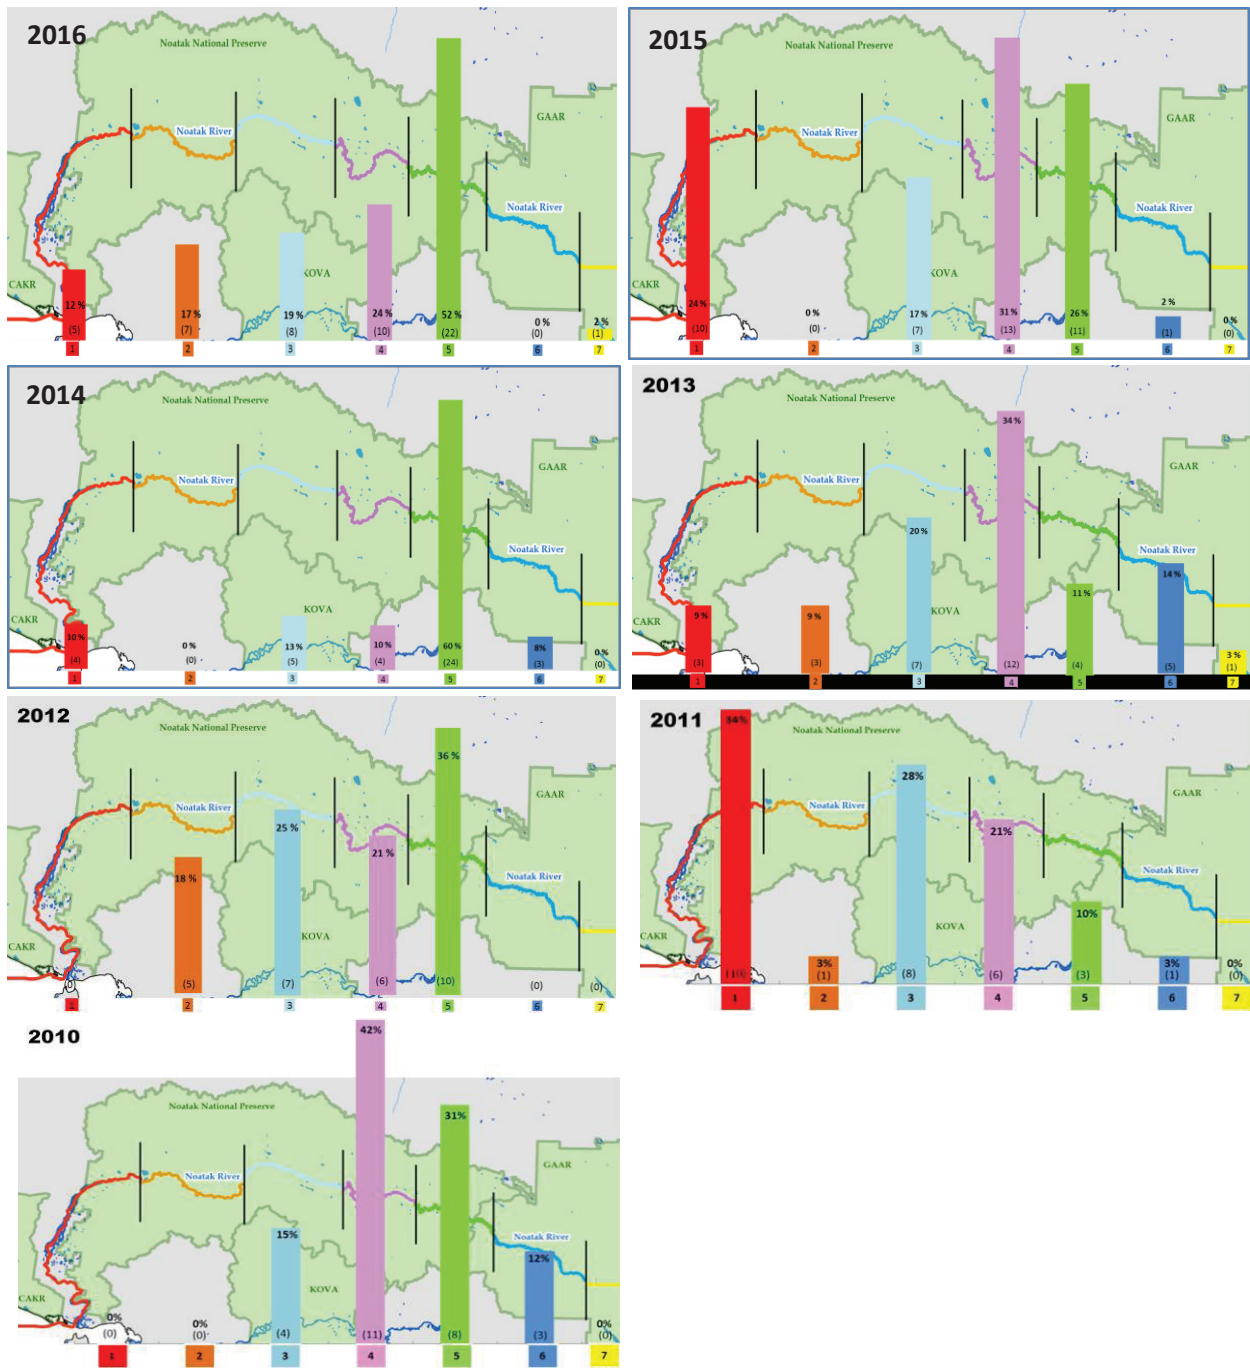 2016
Noatak National Preserve
GAAR
Noatak River
Noatak River
KOVA
CAKR
12 % 17 % 19 % 24 % 52 % 0 % 2 %
(5) (7) (8) (10) (22) (0) (1)
1 2 3 4 5 6 7
2015
Noatak National Preserve
GAAR
Noatak River
Noatak River
KOVA
CAKR
24 % 0 % 17 % 31 % 26 % 2 % 0 %
(10) (0) (7) (13) (11) (1) (0)
1 2 3 4 5 6 7
2014
Noatak National Preserve
GAAR
Noatak River
Noatak River
KOVA
CAKR
10 % 0 % 13 % 10 % 60 % 8% 0 %
(4) (0) (5) (4) (24) (3) (0)
1 2 3 4 5 6 7
2013
Noatak National Preserve
34 %
GAAR
Noatak River
20 %
Noatak River
14 %
11 %
KOVA
9 % 9 %
CAKR
3 %
(3) (3) (7) (12) (4) (5) (1)
1 2 3 4 5 6 7
2012
Noatak National Preserve
36 %
GAAR
Noatak River
25 %
21 %
Noatak River
18 %
KOVA
CAKR
(0) (5) (7) (6) (10) (0) (0)
1 2 3 4 5 6 7
2011
34%
Noatak National Preserve
28%
GAAR
Noatak River
21%
Noatak River
10%
KOVA
CAKR
3% 3% 0%
(10) (1) (8) (6) (3) (1) (0)
1 2 3 4 5 6 7
2010
42%
Noatak National Preserve
31%
GAAR
Noatak River
15%
Noatak River
12%
KOVA
0% 0% 0%
CAKR
(0) (0) (4) (11) (8) (3) (0)
1 2 3 4 5 6 7